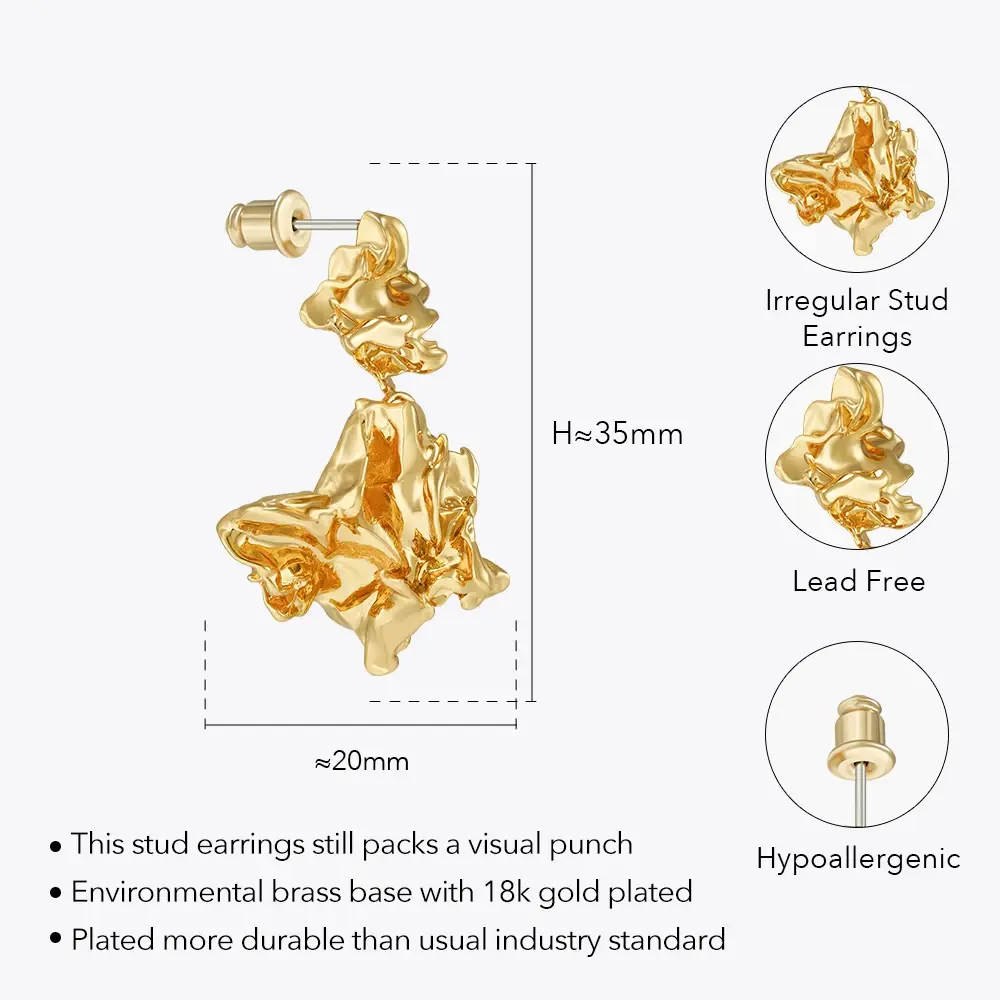 Irregular Stud
Earrings
H≈35mm
Lead Free
≈20mm
Hypoallergenic
• This stud earrings still packs a visual punch
• Environmental brass base with 18k gold plated
• Plated more durable than usual industry standard